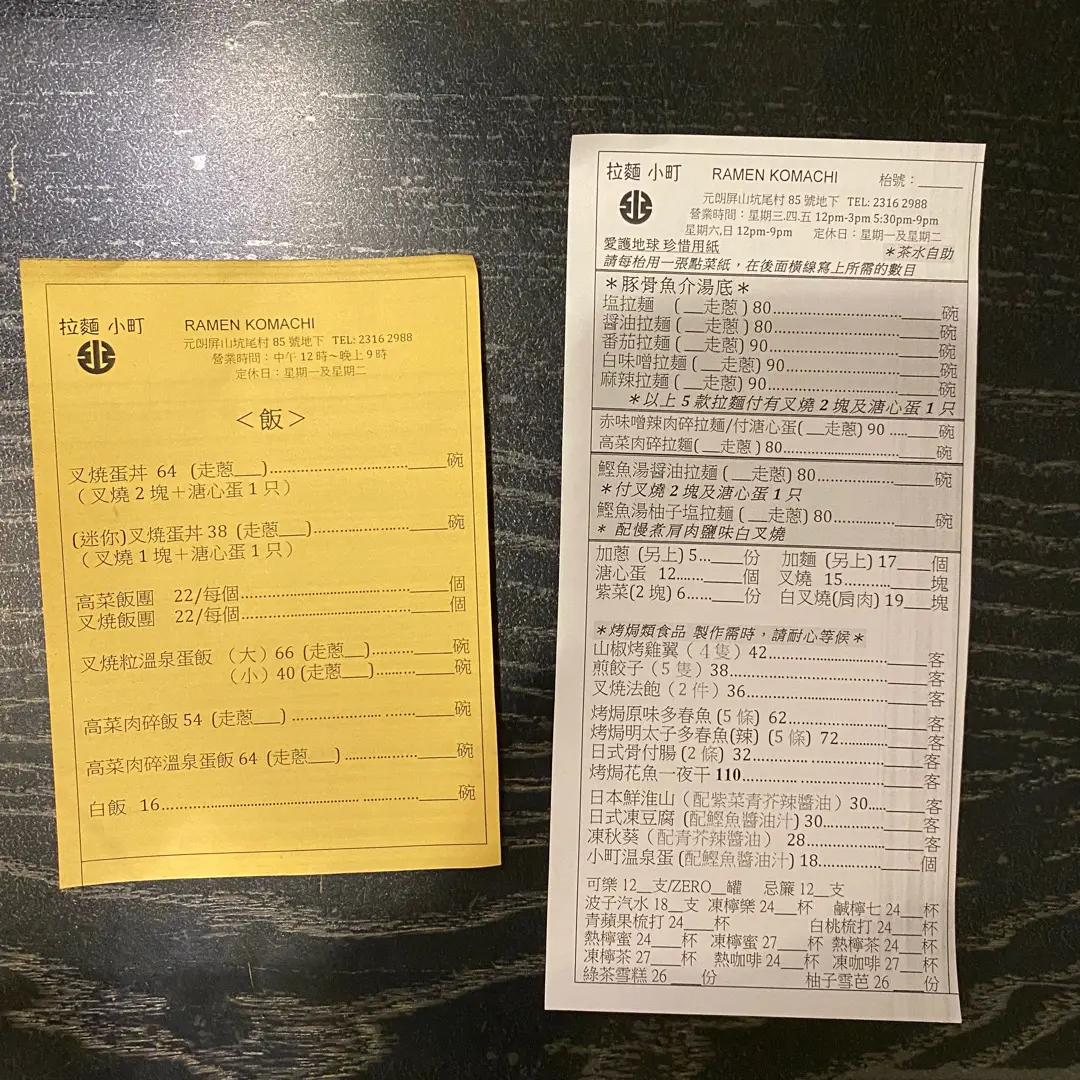 拉麵 小町 RAMEN KOMACHI
元朗屏山坑尾村 85 號地下 TEL: 2316 2988
營業時間：中午 12 時～晚上 9 時
定休日：星期一及星期二
＜飯＞
叉燒蛋丼 64 (走蔥___)..................................___碗
（叉燒 2 塊＋溏心蛋 1 只）
(迷你)叉燒蛋丼 38 (走蔥___)........................___碗
（叉燒 1 塊＋溏心蛋 1 只）
高菜飯團 22/每個..........................................___個
叉燒飯團 22/每個..........................................___個
叉燒粒溫泉蛋飯 （大）66 (走蔥___)................___碗
（小）40 (走蔥___)................___碗
高菜肉碎飯 54 (走蔥___) ..............................___碗
高菜肉碎溫泉蛋飯 64 (走蔥___)....................___碗
白飯 16..........................................................___碗
拉麵 小町 RAMEN KOMACHI 枱號：_____
元朗屏山坑尾村 85 號地下 TEL: 2316 2988
營業時間：星期三.四.五 12pm-3pm 5:30pm-9pm
星期六,日 12pm-9pm 定休日：星期一及星期二
愛護地球 珍惜用紙 ＊茶水自助
請每枱用一張點菜紙，在後面橫線寫上所需的數目
＊豚骨魚介湯底＊
塩拉麵 (__走蔥) 80..............................___碗
醬油拉麵 (__走蔥) 80..........................___碗
番茄拉麵 (__走蔥) 90..........................___碗
白味噌拉麵 (__走蔥) 90.......................___碗
麻辣拉麵 (__走蔥) 90..........................___碗
＊以上 5 款拉麵付有叉燒 2 塊及溏心蛋 1 只
赤味噌辣肉碎拉麵/付溏心蛋(__走蔥) 90 .....___碗
高菜肉碎拉麵(__走蔥) 80.......................___碗
鰹魚湯醬油拉麵 (__走蔥) 80...................___碗
＊付叉燒 2 塊及溏心蛋 1 只
鰹魚湯柚子塩拉麵 (__走蔥) 80................___碗
＊ 配慢煮肩肉鹽味白叉燒
加蔥 (另上) 5...____份 加麵 (另上) 17____個
溏心蛋 12.......____個 叉燒 15..........___塊
紫菜(2 塊) 6......____份 白叉燒(肩肉) 19___塊
＊烤焗類食品 製作需時，請耐心等候＊
山椒烤雞翼（4 隻）42...........................____客
煎餃子（5 隻）38.................................____客
叉燒法飽（2 件）36..............................____客
烤焗原味多春魚 (5 條) 62.......................____客
烤焗明太子多春魚(辣) (5 條) 72...............____客
日式骨付腸 (2 條) 32............................____客
烤焗花魚一夜干 110..............................____客
日本鮮淮山（配紫菜青芥辣醬油）30....____客
日式凍豆腐 (配鰹魚醬油汁) 30...............____客
凍秋葵（配青芥辣醬油） 28...................____客
小町溫泉蛋 (配鰹魚醬油汁) 18...............____個
可樂 12__支/ZERO__罐 忌簾 12__支
波子汽水 18__支 凍檸樂 24___杯 鹹檸七 24___杯
青蘋果梳打 24___杯 白桃梳打 24___杯
熱檸蜜 24____杯 凍檸蜜 27____杯 熱檸茶 24___杯
凍檸茶 27____杯 熱咖啡 24___杯 凍咖啡 27___杯
綠茶雪糕 26 ____份 柚子雪芭 26 ____份